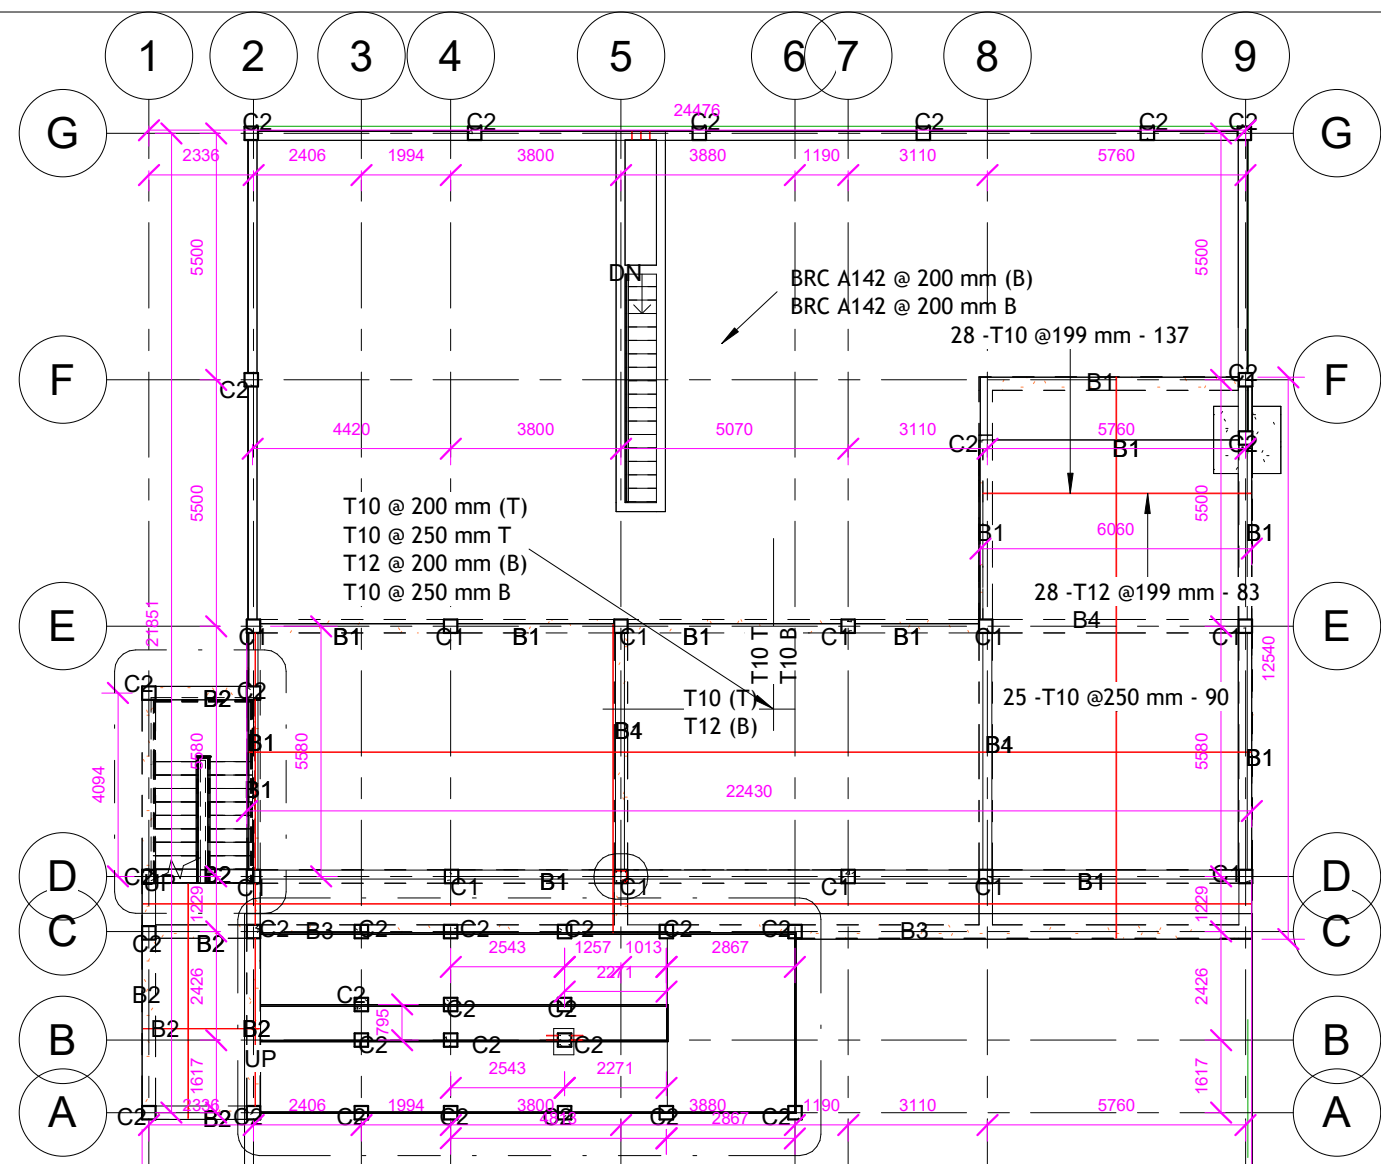 1 2 3 4 5 6 7 8 9
24476
G C2 C2 C2 C2 C2 C2 G
2336 2406 1994 3800 3880 1190 3110 5760
5500 5500
DN
BRC A142 @ 200 mm (B)
BRC A142 @ 200 mm B
28 -T10 @199 mm - 137
F C2 B1 C2 F
4420 3800 5070 3110 5760
C2 B1 C2
T10 @ 200 mm (T)
T10 @ 250 mm T
T12 @ 200 mm (B)
T10 @ 250 mm B
5500 5500
B1 6060 B1
28 -T12 @199 mm - 83
B4
21851
E C1 B1 C1 B1 C1 B1 C1 B1 C1 C1 E
T10 T
T10 B
12540
C2 B2 C2
T10 (T)
T12 (B)
25 -T10 @250 mm - 90
B1 B4 B4 B1
5580 5580 5580
4094
B1 22430
D C2 UP B2 C1 C1 B1 C1 C1 C1 B1 C1 D
1229 1229
C C2 B2 C2 B3 C2 C2 C2 C2 C2 B3 C
2543 1257 1013 2867
2271
2426 2426
B2 C2 C2 C2
795
B B2 B2 C2 C2 C2 B
UP
2543 2271
1617 1617
2336 2406 1994 3800 3880 1190 3110 5760
A C2 B2 C2 C2 C2 C2 C2 C2 A
2867